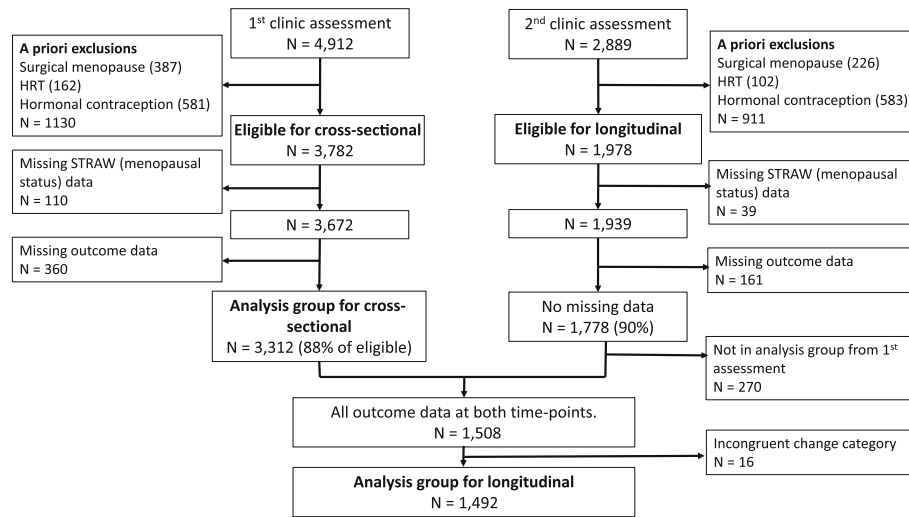 1st clinic assessment
N = 4,912
A priori exclusions
Surgical menopause (387)
HRT (162)
Hormonal contraception (581)
N = 1130
Eligible for cross-sectional
N = 3,782
Missing STRAW (menopausal
status) data
N = 110
N = 3,672
Missing outcome data
N = 360
Analysis group for cross-
sectional
N = 3,312 (88% of eligible)
2nd clinic assessment
N = 2,889
A priori exclusions
Surgical menopause (226)
HRT (102)
Hormonal contraception (583)
N = 911
Eligible for longitudinal
N = 1,978
Missing STRAW (menopausal
status) data
N = 39
N = 1,939
Missing outcome data
N = 161
No missing data
N = 1,778 (90%)
Not in analysis group from 1st
assessment
N = 270
All outcome data at both time-points.
N = 1,508
Incongruent change category
N = 16
Analysis group for longitudinal
N = 1,492